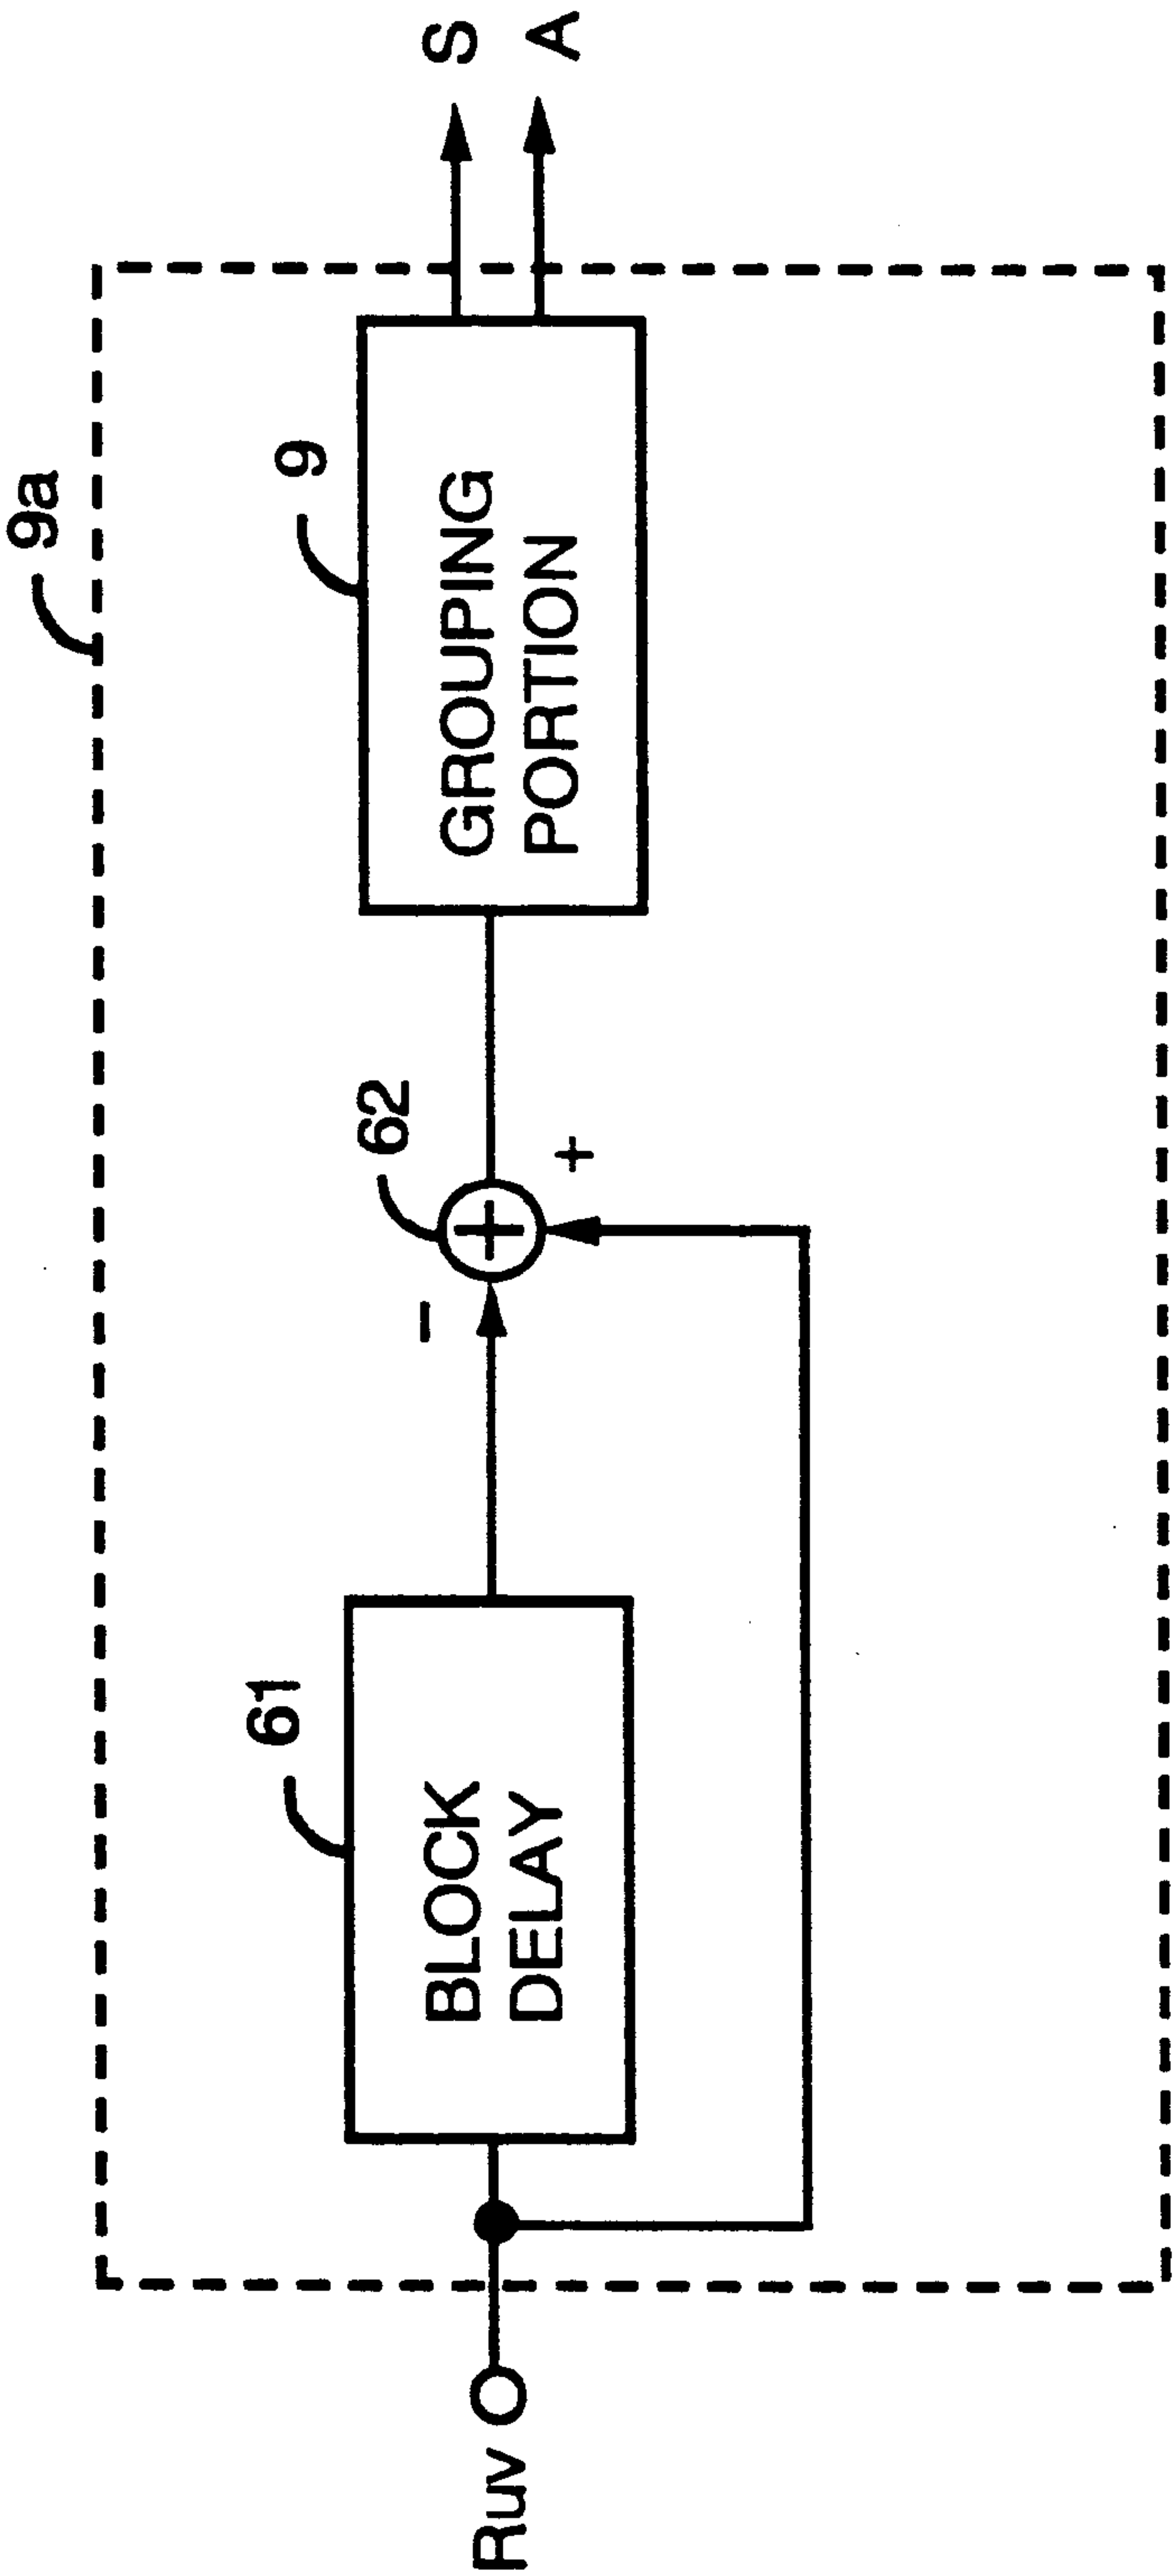 9a
Ruv
61
BLOCK
DELAY
−
62
+
+
9
GROUPING
PORTION
S
A